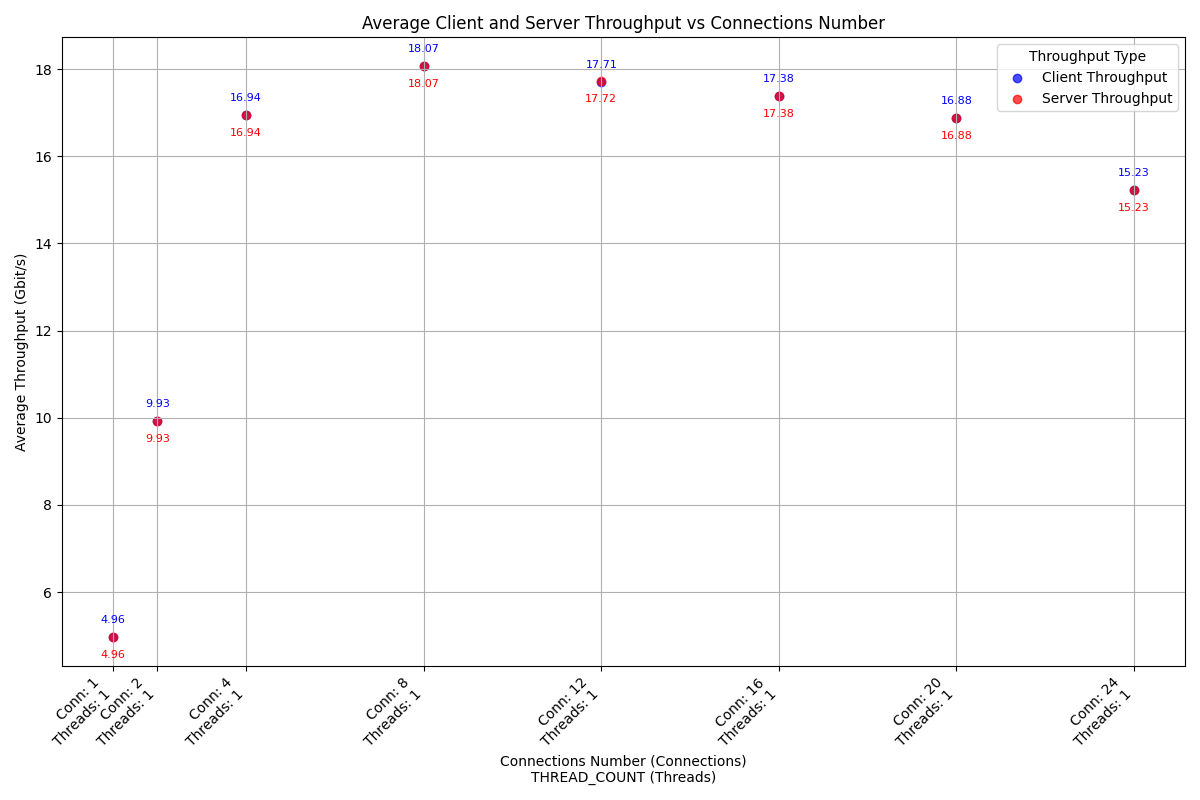 Average Client and Server Throughput vs Connections Number
Throughput Type
Client Throughput
Server Throughput
Average Throughput (Gbit/s)
18
16
14
12
10
8
6
4.96
4.96
9.93
9.93
16.94
16.94
18.07
18.07
17.71
17.72
17.38
17.38
16.88
16.88
15.23
15.23
Conn: 1
Threads: 1
Conn: 2
Threads: 1
Conn: 4
Threads: 1
Conn: 8
Threads: 1
Conn: 12
Threads: 1
Conn: 16
Threads: 1
Conn: 20
Threads: 1
Conn: 24
Threads: 1
Connections Number (Connections)
THREAD_COUNT (Threads)